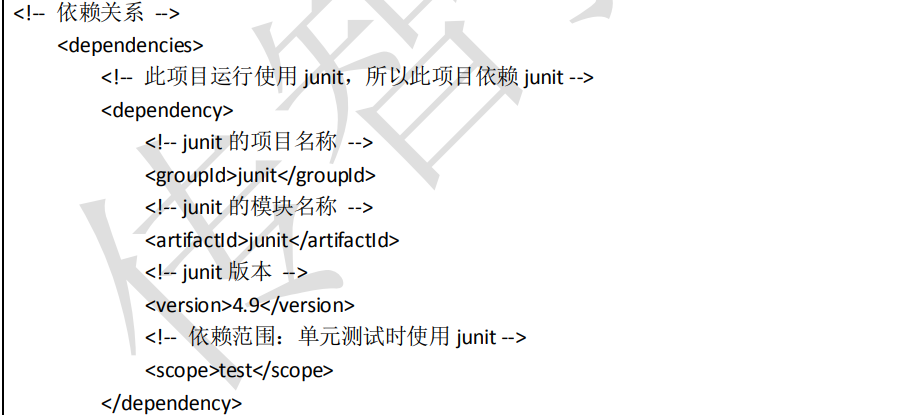 <!-- 依赖关系 -->
<dependencies>
<!-- 此项目运行使用 junit，所以此项目依赖 junit -->
<dependency>
<!-- junit 的项目名称 -->
<groupId>junit</groupId>
<!-- junit 的模块名称 -->
<artifactId>junit</artifactId>
<!-- junit 版本 -->
<version>4.9</version>
<!-- 依赖范围：单元测试时使用 junit -->
<scope>test</scope>
</dependency>
传智